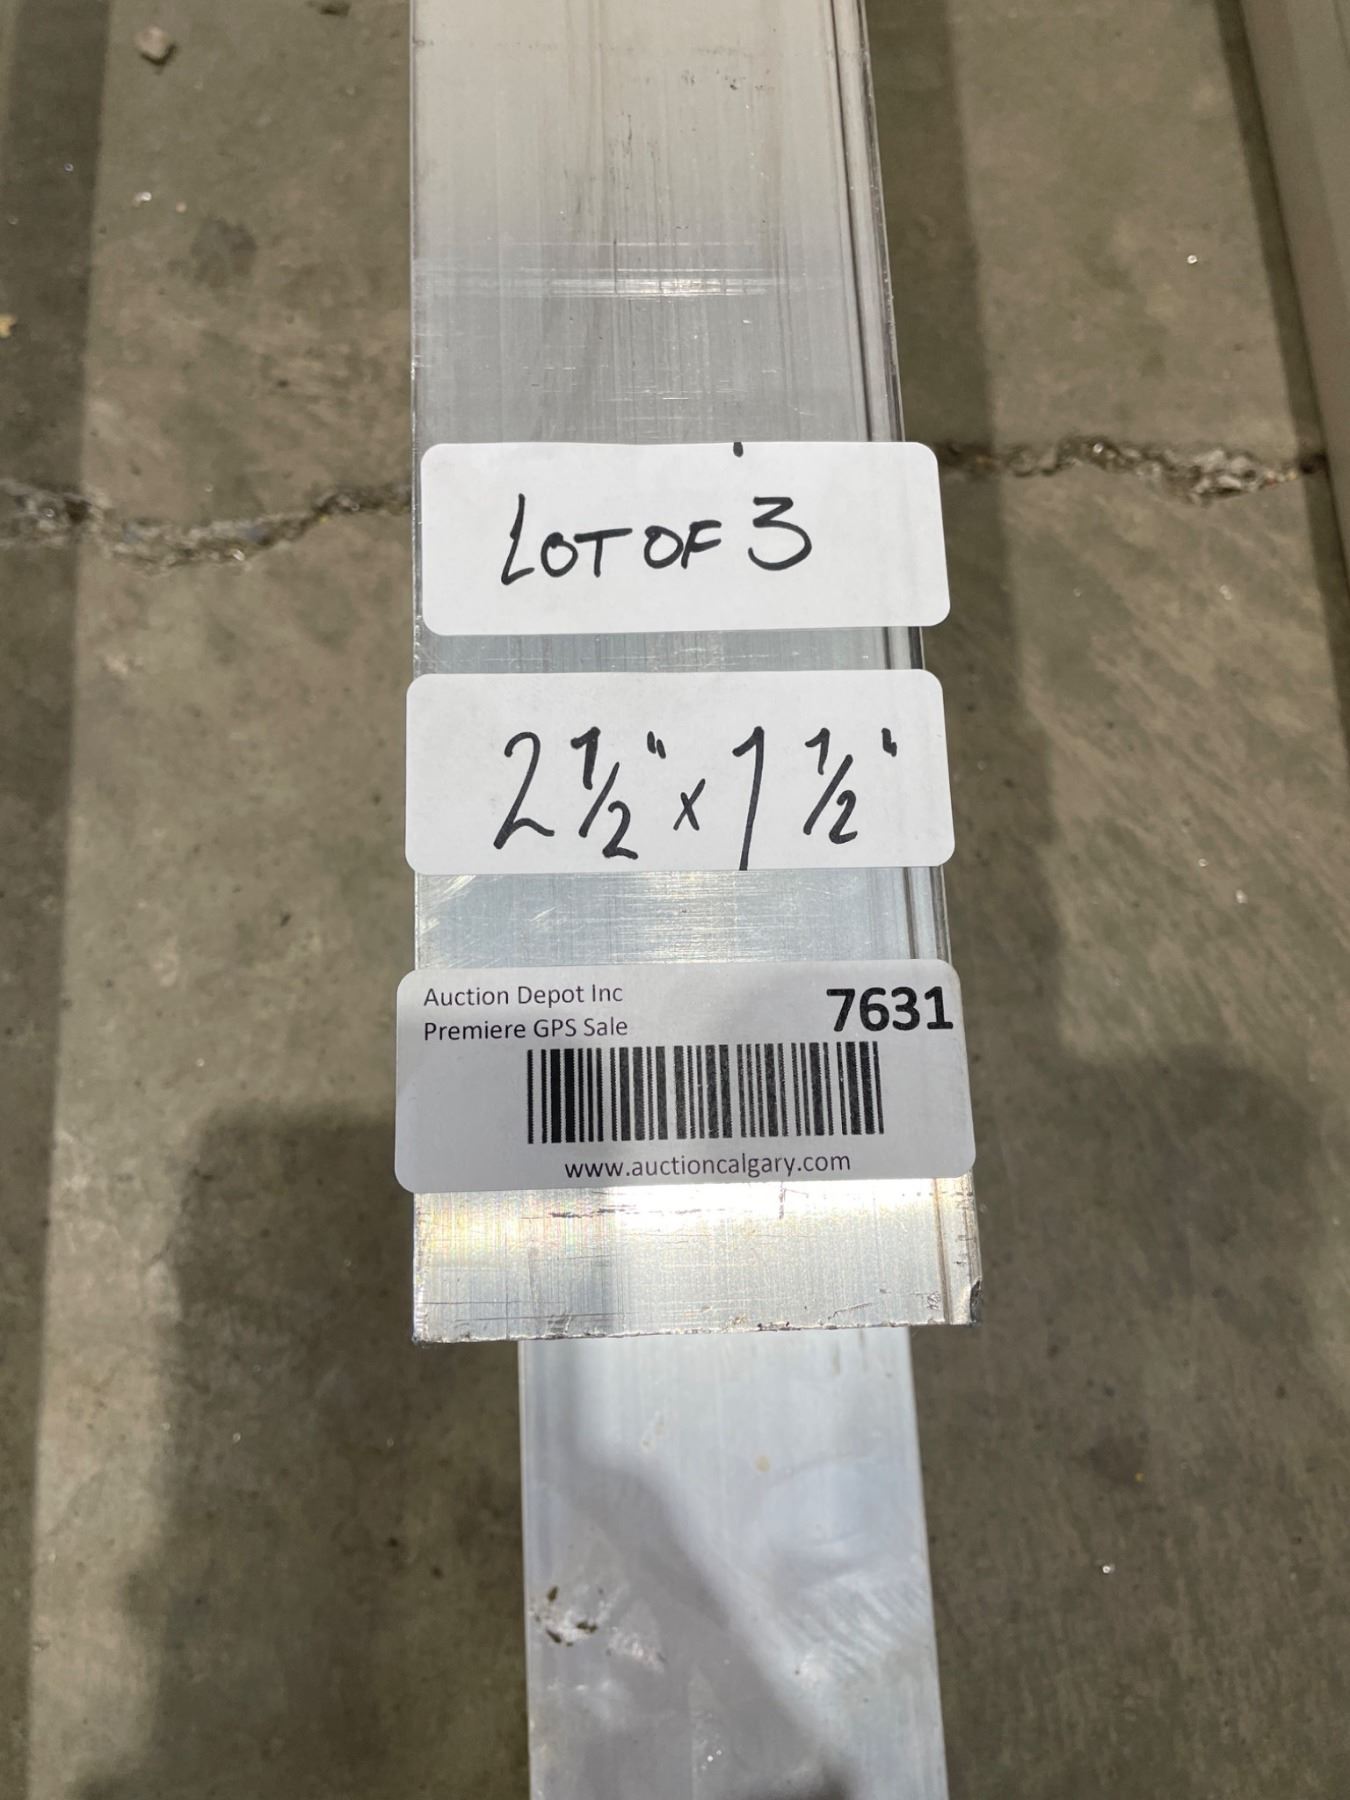 LOT OF 3
2 1/2" x 1 1/2"
Auction Depot Inc
7631
Premiere GPS Sale
www.auctioncalgary.com